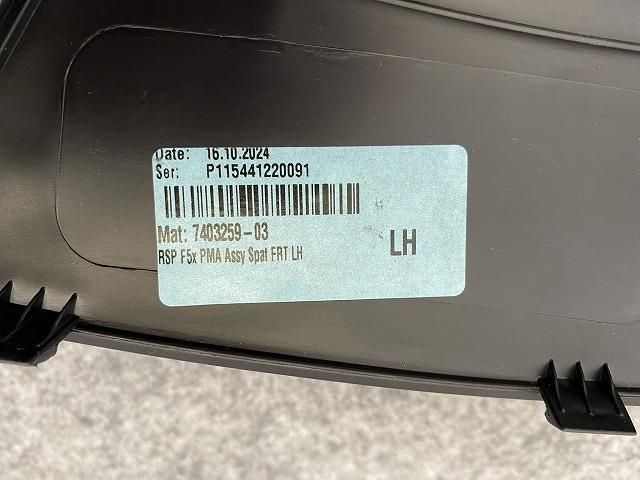 Date: 16.10.2024
Ser: P115441220091
Mat: 7403259-03
RSP F5x PMA Assy Spat FRT LH
LH